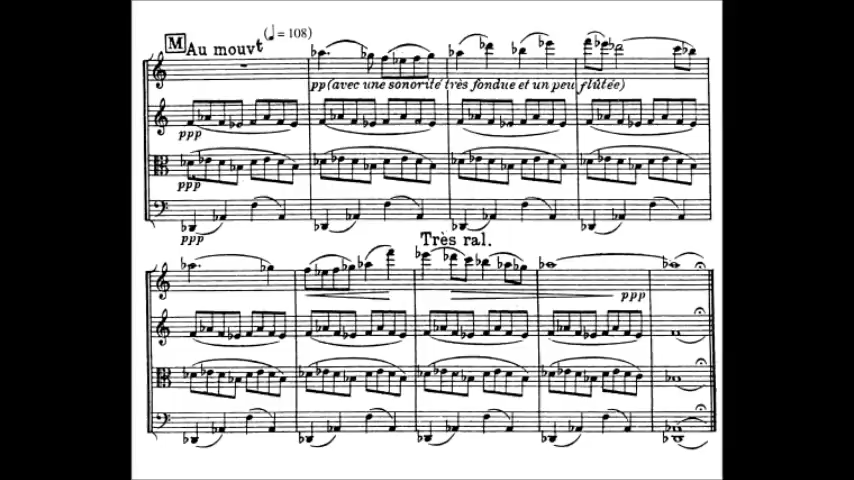 M Au mouvt (♩ = 108)
pp (avec une sonorité très fondue et un peu flûtée)
ppp
ppp
ppp
Très ral.
ppp